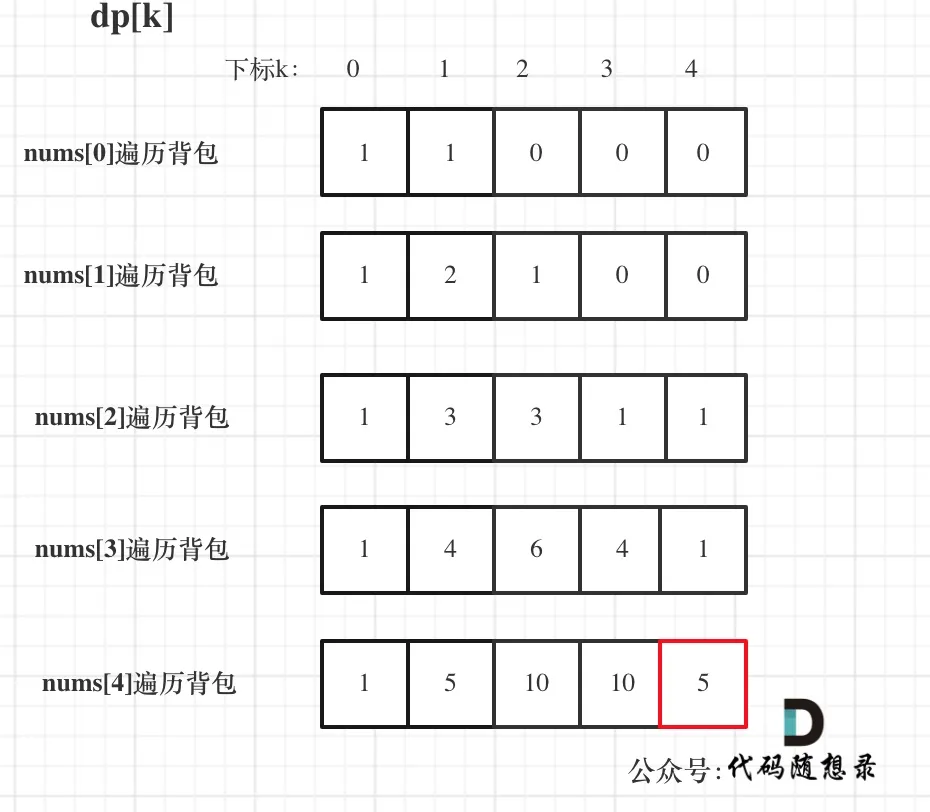 dp[k]
下标k: 0 1 2 3 4
nums[0]遍历背包 1 1 0 0 0
nums[1]遍历背包 1 2 1 0 0
nums[2]遍历背包 1 3 3 1 1
nums[3]遍历背包 1 4 6 4 1
nums[4]遍历背包 1 5 10 10 5
公众号:代码随想录